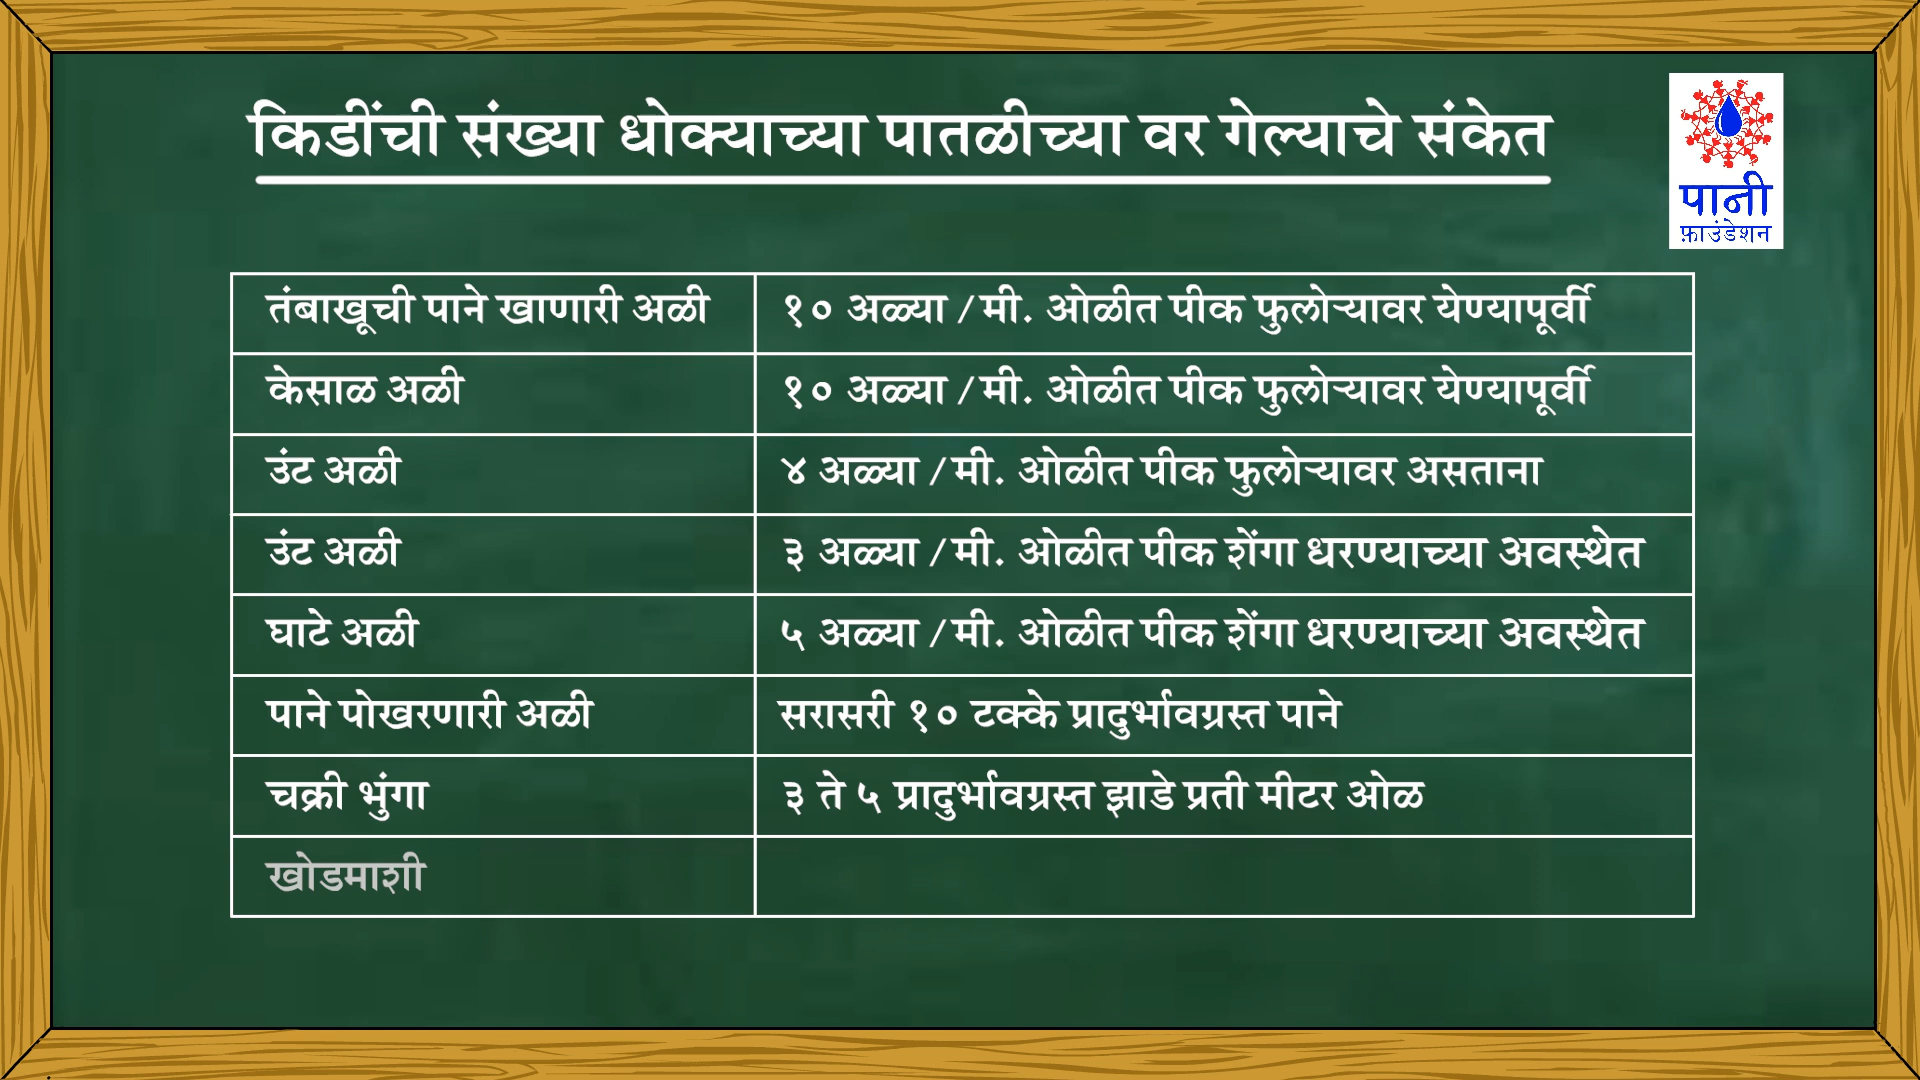 किडींची संख्या धोक्याच्या पातळीच्या वर गेल्याचे संकेत
पानी
फ़ाउंडेशन
तंबाखूची पाने खाणारी अळी १० अळ्या /मी. ओळीत पीक फुलोऱ्यावर येण्यापूर्वी
केसाळ अळी १० अळ्या /मी. ओळीत पीक फुलोऱ्यावर येण्यापूर्वी
उंट अळी ४ अळ्या /मी. ओळीत पीक फुलोऱ्यावर असताना
उंट अळी ३ अळ्या /मी. ओळीत पीक शेंगा धरण्याच्या अवस्थेत
घाटे अळी ५ अळ्या /मी. ओळीत पीक शेंगा धरण्याच्या अवस्थेत
पाने पोखरणारी अळी सरासरी १० टक्के प्रादुर्भावग्रस्त पाने
चक्री भुंगा ३ ते ५ प्रादुर्भावग्रस्त झाडे प्रती मीटर ओळ
खोडमाशी